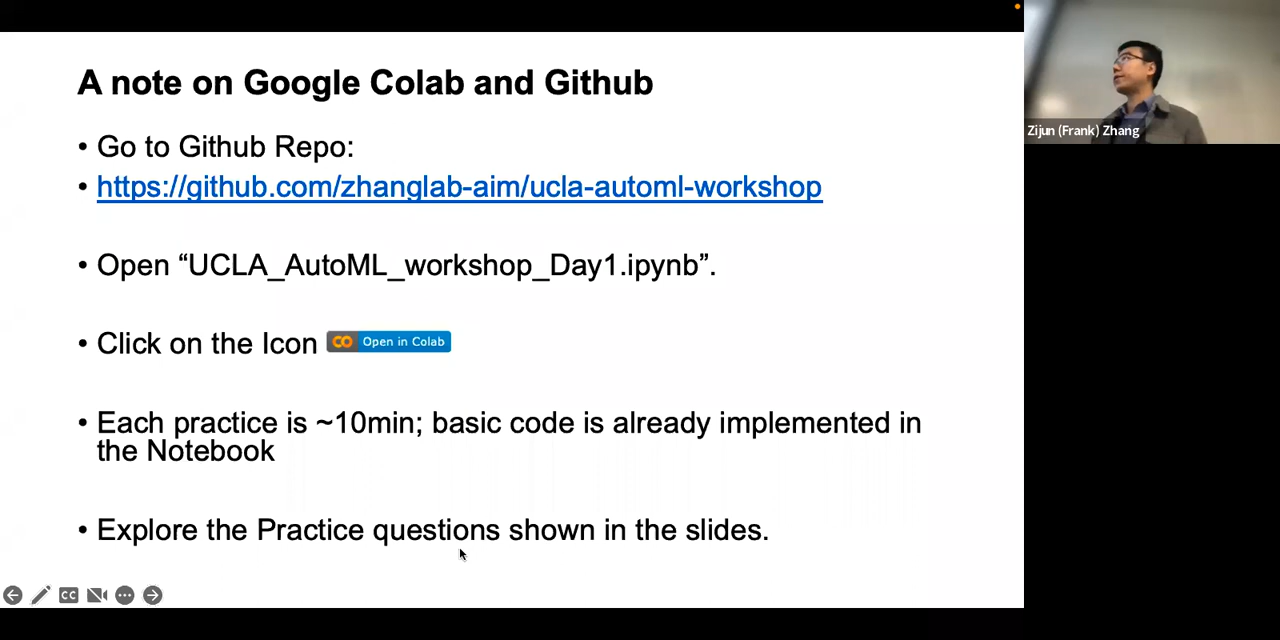 A note on Google Colab and Github
• Go to Github Repo:
• https://github.com/zhanglab-aim/ucla-automl-workshop
• Open “UCLA_AutoML_workshop_Day1.ipynb”.
• Click on the Icon CO Open in Colab
• Each practice is ~10min; basic code is already implemented in
the Notebook
• Explore the Practice questions shown in the slides.
CC
Zijun (Frank) Zhang